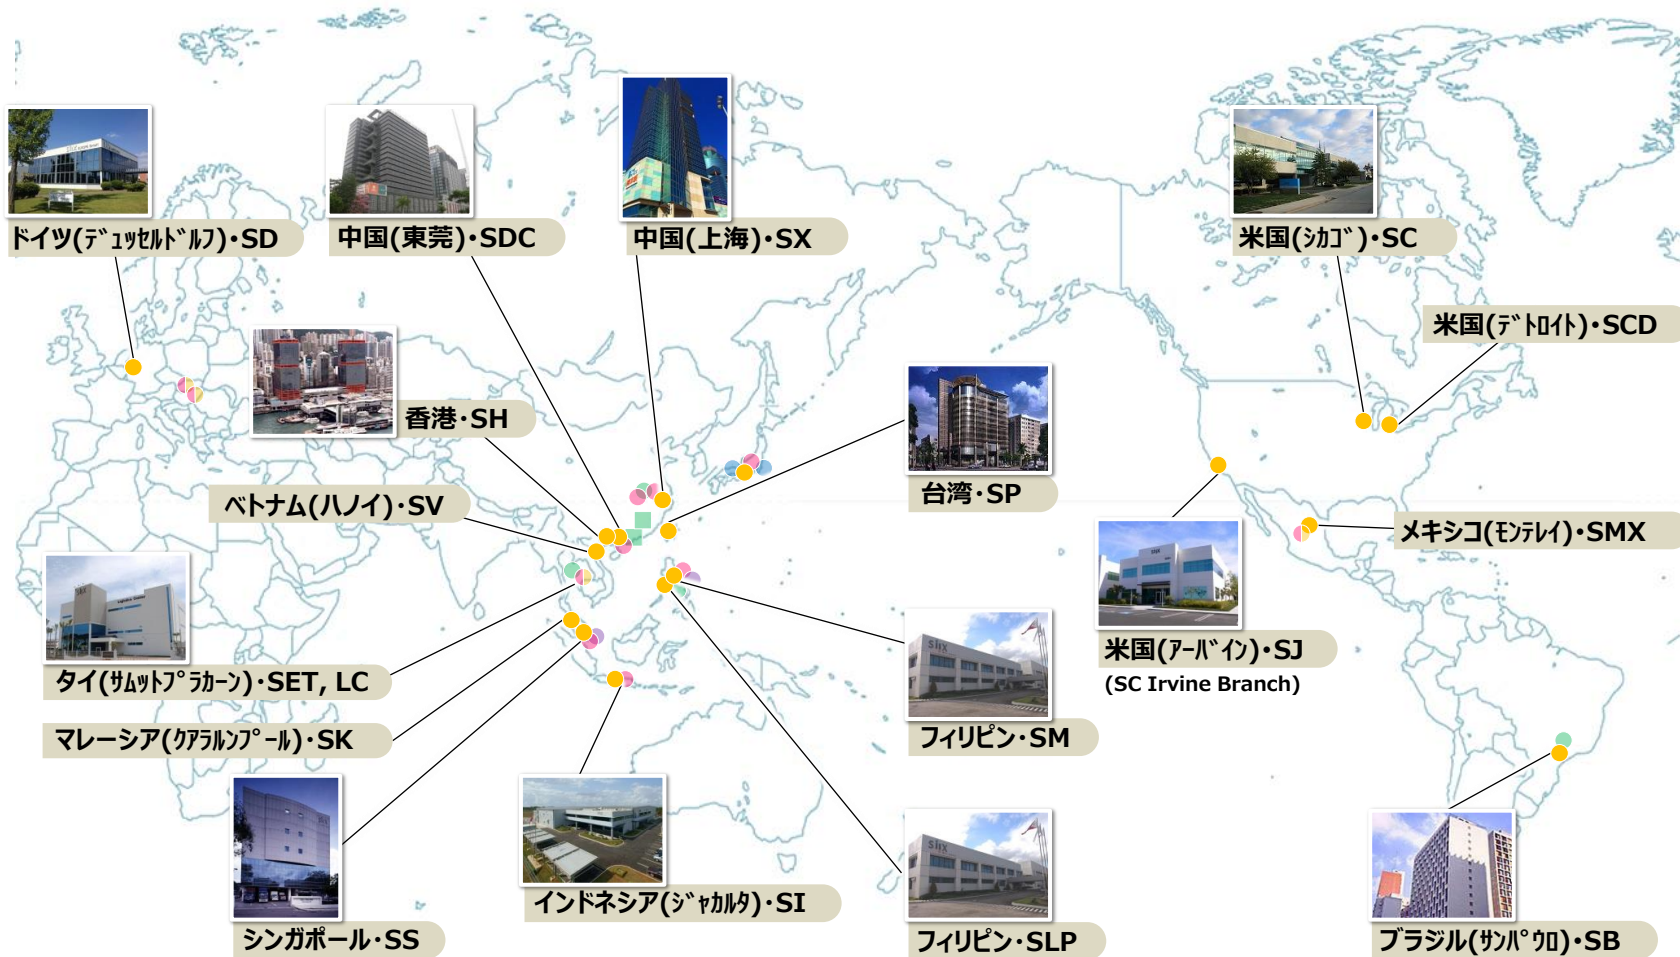 ドイツ(ﾃﾞｭｯｾﾙﾄﾞﾙﾌ)・SD
中国(東莞)・SDC
中国(上海)・SX
米国(ｼｶｺﾞ)・SC
米国(ﾃﾞﾄﾛｲﾄ)・SCD
香港・SH
台湾・SP
ベトナム(ハノイ)・SV
メキシコ(ﾓﾝﾃﾚｲ)・SMX
SIIX
米国(ｱｰﾊﾞｲﾝ)・SJ
(SC Irvine Branch)
タイ(ｻﾑｯﾄﾌﾟﾗｶｰﾝ)・SET, LC
SIIX
フィリピン・SM
マレーシア(ｸｱﾗﾙﾝﾌﾟｰﾙ)・SK
インドネシア(ｼﾞｬｶﾙﾀ)・SI
SIIX
シンガポール・SS
フィリピン・SLP
ブラジル(ｻﾝﾊﾟｳﾛ)・SB